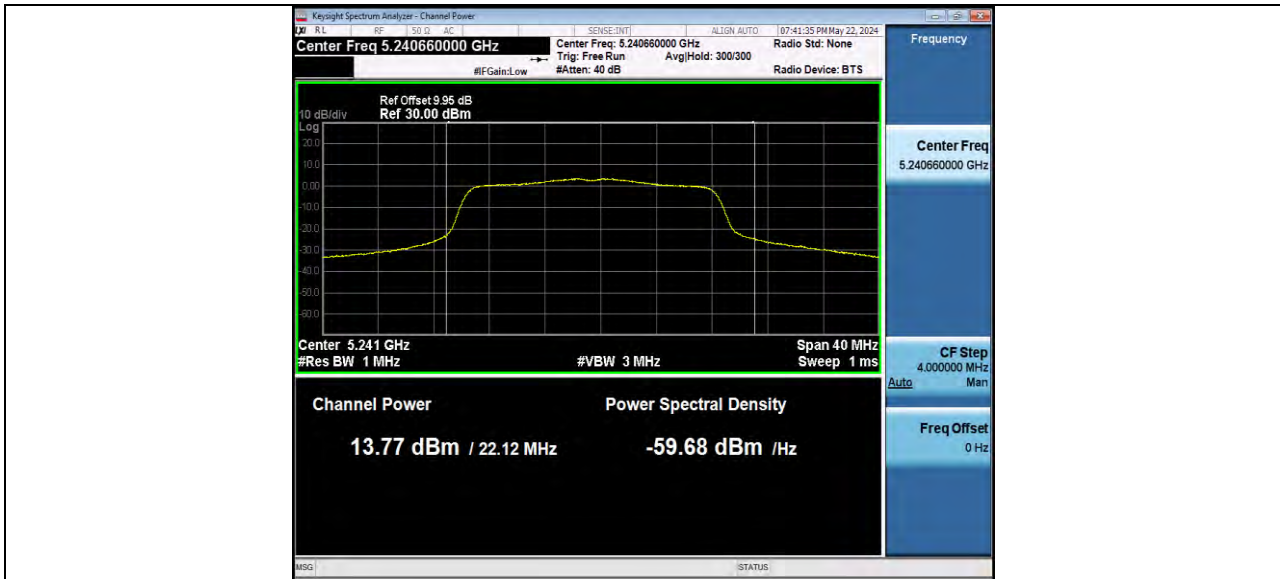 Keysight Spectrum Analyzer - Channel Power
LXI RL RF 50 Ω AC SENSE:INT ALIGN AUTO 07:41:35 PM May 22, 2024
Center Freq 5.240660000 GHz
Center Freq: 5.240660000 GHz
Radio Std: None
Trig: Free Run Avg|Hold: 300/300
#IFGain:Low
#Atten: 40 dB
Radio Device: BTS
Ref Offset 9.95 dB
10 dB/div Ref 30.00 dBm
Log
20.0
10.0
0.00
-10.0
-20.0
-30.0
-40.0
-50.0
-60.0
Center 5.241 GHz Span 40 MHz
#Res BW 1 MHz #VBW 3 MHz Sweep 1 ms
Channel Power Power Spectral Density
13.77 dBm / 22.12 MHz -59.68 dBm /Hz
Frequency
Center Freq
5.240660000 GHz
CF Step
4.000000 MHz
Auto Man
Freq Offset
0 Hz
MSG STATUS